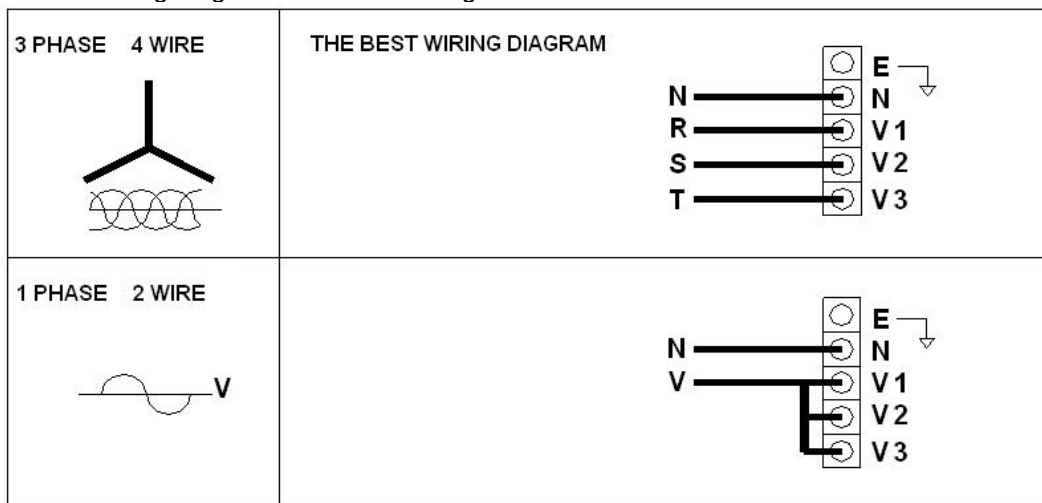 3 PHASE 4 WIRE
THE BEST WIRING DIAGRAM
E
N N
R V1
S V2
T V3
1 PHASE 2 WIRE
V
E
N N
V V1
V2
V3